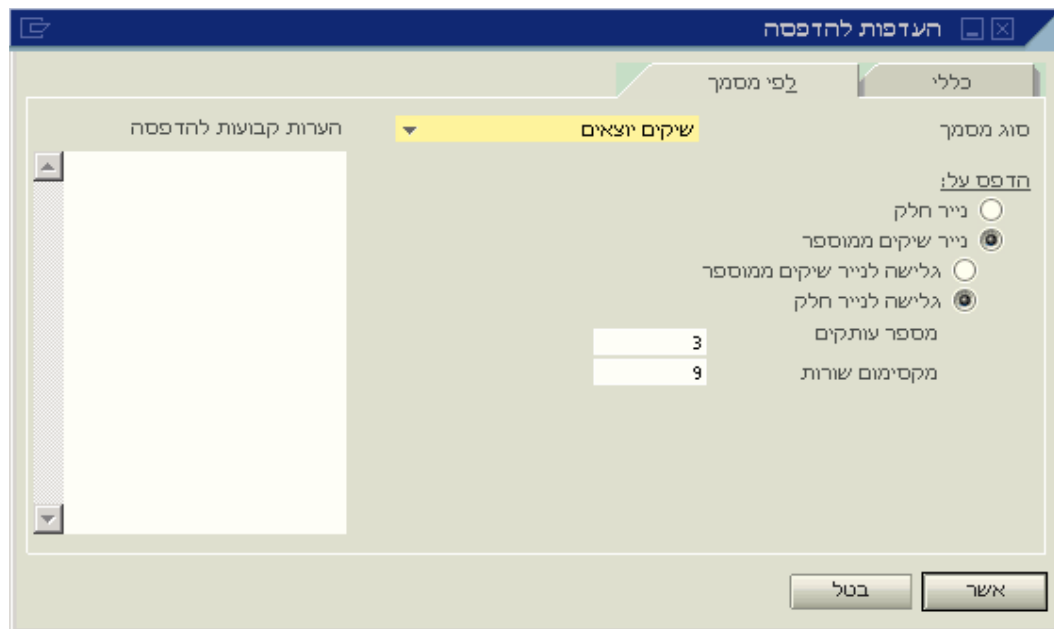 העדפות להדפסה
כללי
לפי מסמך
סוג מסמך
שיקים יוצאים
הערות קבועות להדפסה
הדפס על:
נייר חלק
נייר שיקים ממוספר
גלישה לנייר שיקים ממוספר
גלישה לנייר חלק
מספר עותקים
3
מקסימום שורות
9
אשר
בטל